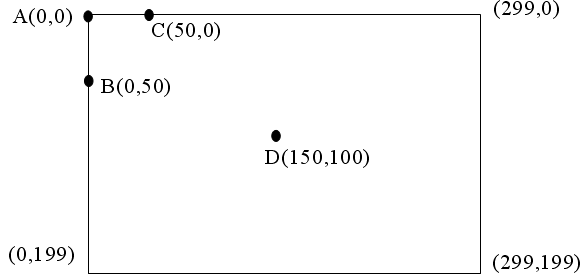 A(0,0)
(299,0)
C(50,0)
B(0,50)
D(150,100)
(0,199)
(299,199)